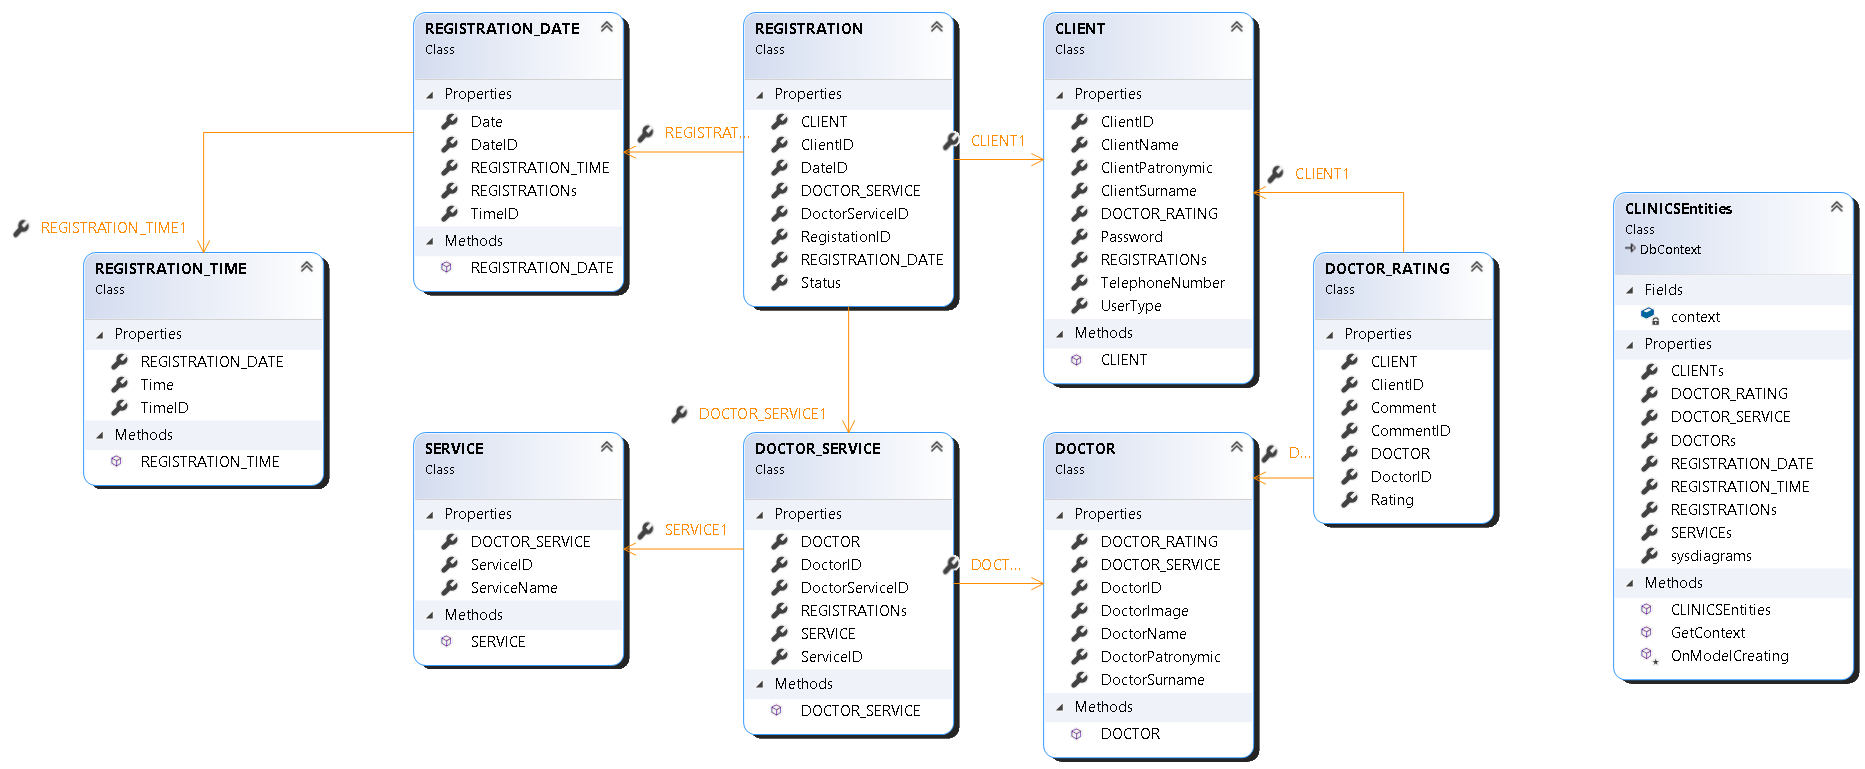 REGISTRATION_DATE
Class
Properties
Date
DateID
REGISTRATION_TIME
REGISTRATIONs
TimeID
Methods
REGISTRATION_DATE
REGISTRATION
Class
Properties
CLIENT
ClientID
DateID
DOCTOR_SERVICE
DoctorServiceID
RegistationID
REGISTRATION_DATE
Status
CLIENT
Class
Properties
ClientID
ClientName
ClientPatronymic
ClientSurname
DOCTOR_RATING
Password
REGISTRATIONs
TelephoneNumber
UserType
Methods
CLIENT
REGISTRAT...
CLIENT1
CLIENT1
REGISTRATION_TIME1
REGISTRATION_TIME
Class
Properties
REGISTRATION_DATE
Time
TimeID
Methods
REGISTRATION_TIME
DOCTOR_RATING
Class
Properties
CLIENT
ClientID
Comment
CommentID
DOCTOR
DoctorID
Rating
CLINICSEntities
Class
DbContext
Fields
context
Properties
CLIENTs
DOCTOR_RATING
DOCTOR_SERVICE
DOCTORs
REGISTRATION_DATE
REGISTRATION_TIME
REGISTRATIONs
SERVICEs
sysdiagrams
Methods
CLINICSEntities
GetContext
OnModelCreating
DOCTOR_SERVICE1
SERVICE
Class
Properties
DOCTOR_SERVICE
ServiceID
ServiceName
Methods
SERVICE
SERVICE1
DOCTOR_SERVICE
Class
Properties
DOCTOR
DoctorID
DoctorServiceID
REGISTRATIONs
SERVICE
ServiceID
Methods
DOCTOR_SERVICE
DOCT...
D...
DOCTOR
Class
Properties
DOCTOR_RATING
DOCTOR_SERVICE
DoctorID
DoctorImage
DoctorName
DoctorPatronymic
DoctorSurname
Methods
DOCTOR